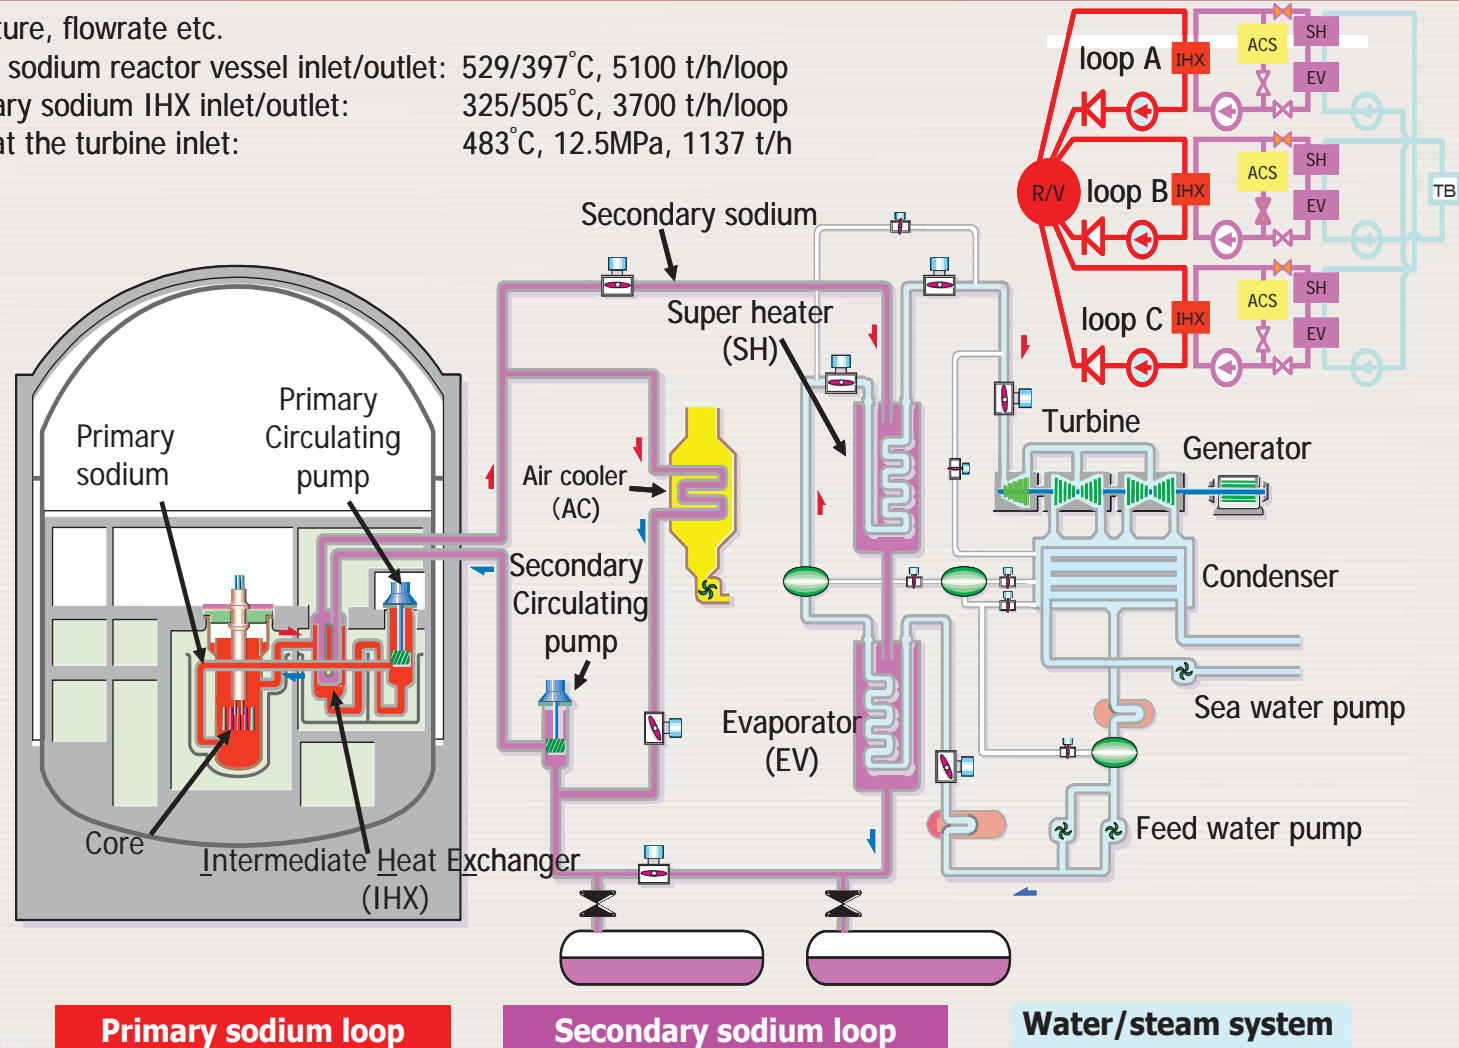 ture, flowrate etc.
sodium reactor vessel inlet/outlet: 529/397°C, 5100 t/h/loop
ary sodium IHX inlet/outlet: 325/505°C, 3700 t/h/loop
at the turbine inlet: 483°C, 12.5MPa, 1137 t/h
loop A
IHX
ACS
SH
EV
R/V
loop B
IHX
ACS
SH
EV
TB
loop C
IHX
ACS
SH
EV
Secondary sodium
Super heater
(SH)
Primary
Circulating
pump
Primary
sodium
Air cooler
(AC)
Turbine
Generator
Secondary
Circulating
pump
Condenser
Evaporator
(EV)
Sea water pump
Feed water pump
Core
Intermediate Heat Exchanger
(IHX)
Primary sodium loop
Secondary sodium loop
Water/steam system